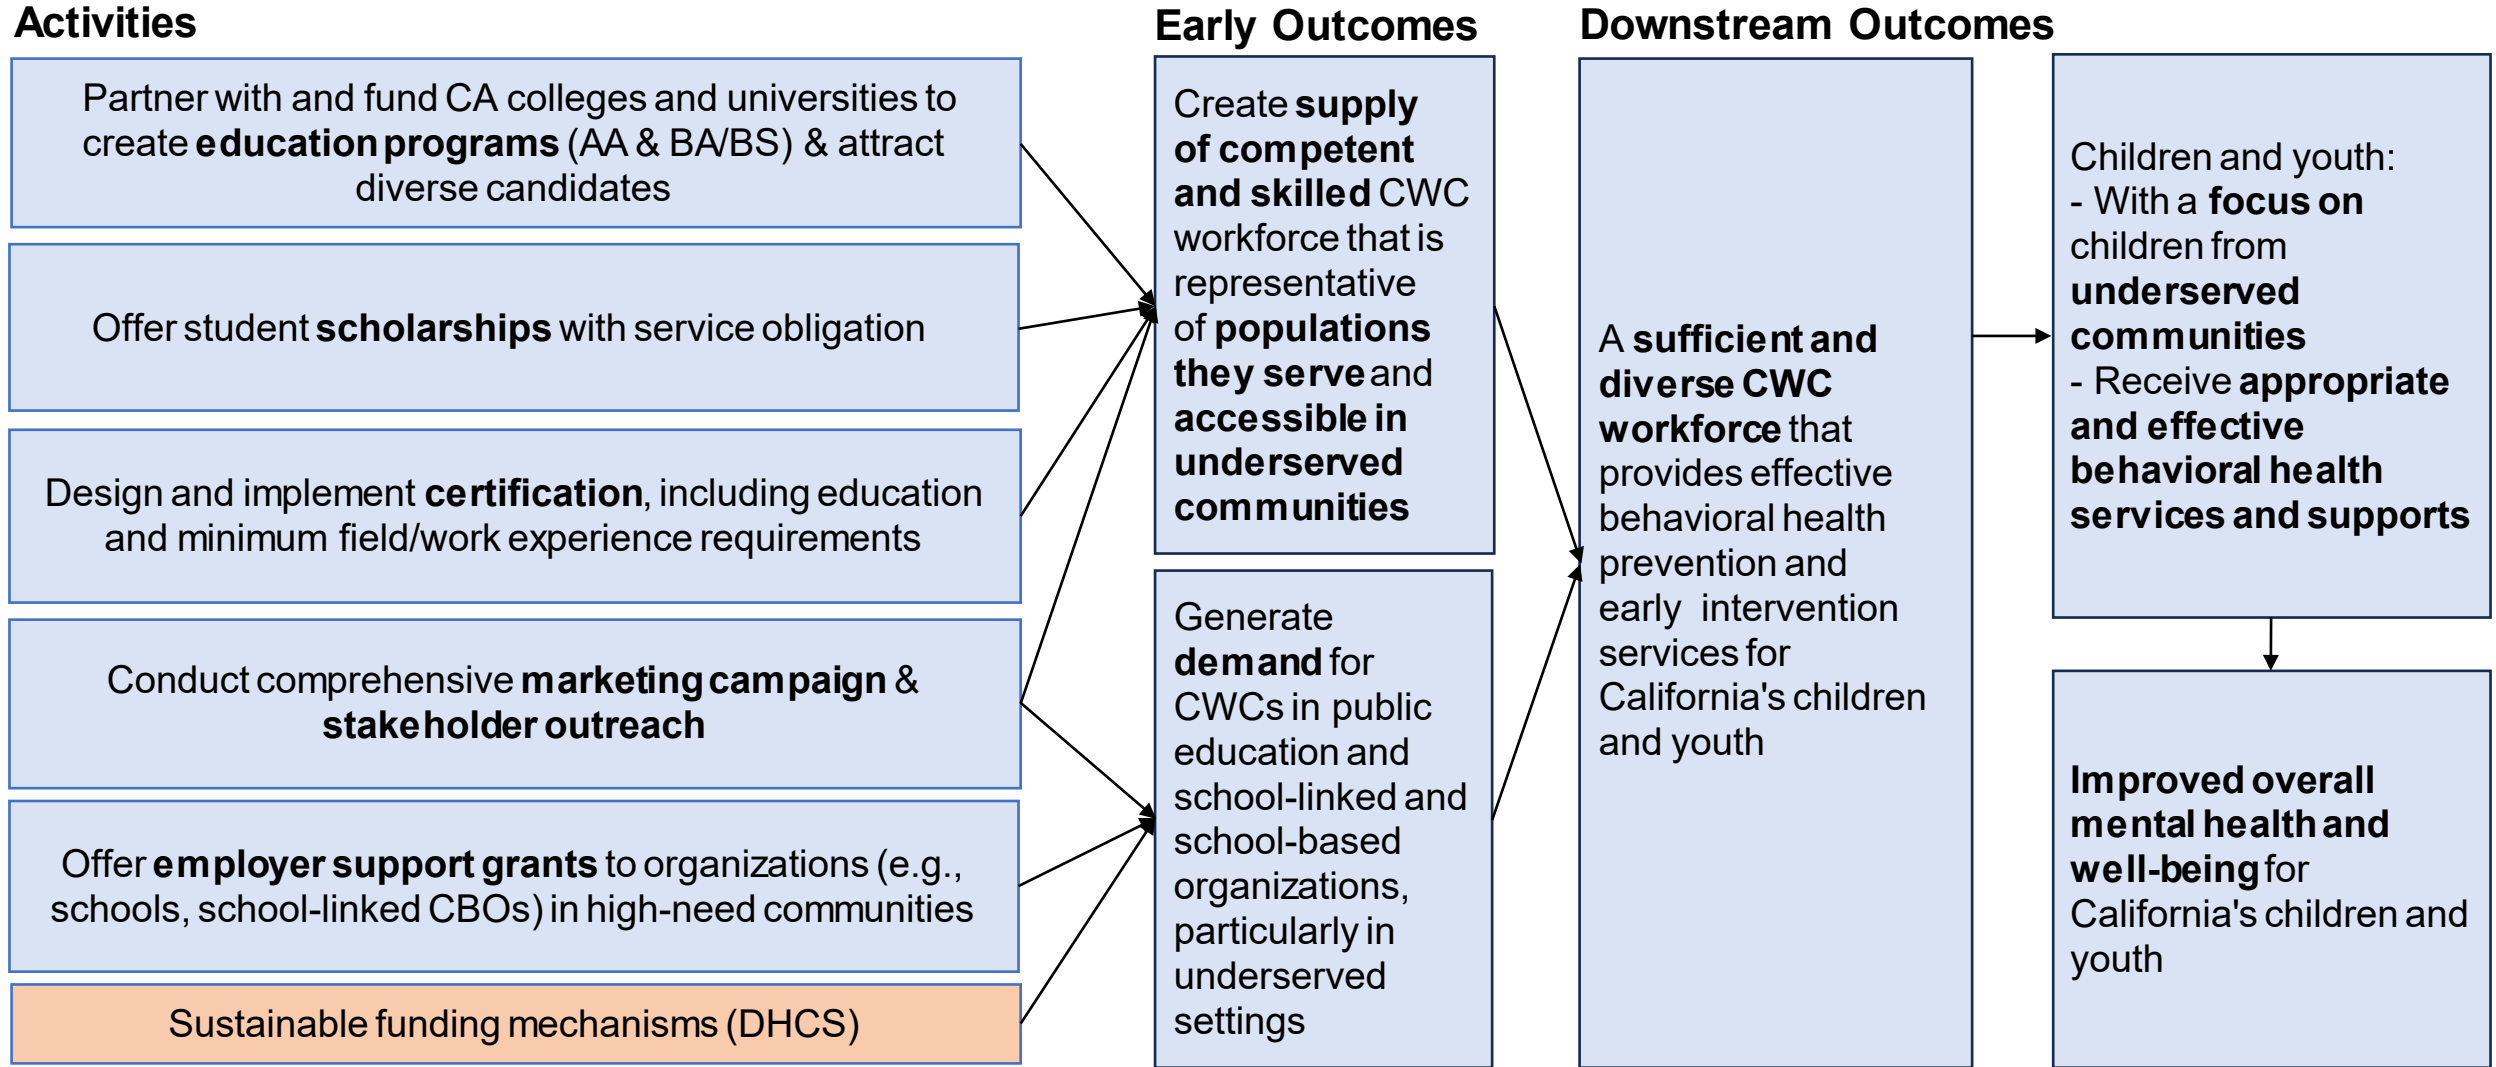 Activities
Partner with and fund CA colleges and universities to
create education programs (AA & BA/BS) & attract
diverse candidates
Offer student scholarships with service obligation
Design and implement certification, including education
and minimum field/work experience requirements
Conduct comprehensive marketing campaign &
stakeholder outreach
Offer employer support grants to organizations (e.g.,
schools, school-linked CBOs) in high-need communities
Sustainable funding mechanisms (DHCS)
Early Outcomes
Create supply
of competent
and skilled CWC
workforce that is
representative
of populations
they serve and
accessible in
underserved
communities
Generate
demand for
CWCs in public
education and
school-linked and
school-based
organizations,
particularly in
underserved
settings
Downstream Outcomes
A sufficient and
diverse CWC
workforce that
provides effective
behavioral health
prevention and
early intervention
services for
California's children
and youth
Children and youth:
- With a focus on
children from
underserved
communities
- Receive appropriate
and effective
behavioral health
services and supports
Improved overall
mental health and
well-being for
California's children and
youth